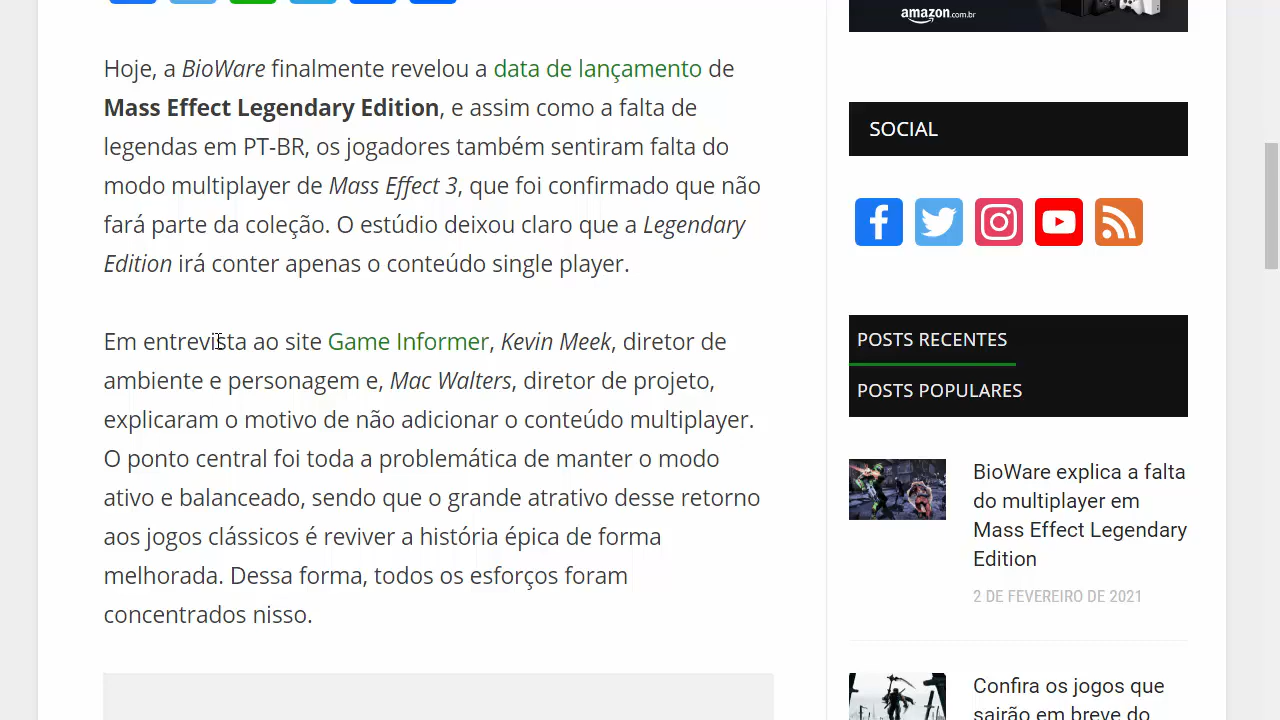 Hoje, a BioWare finalmente revelou a data de lançamento de
Mass Effect Legendary Edition, e assim como a falta de
legendas em PT-BR, os jogadores também sentiram falta do
modo multiplayer de Mass Effect 3, que foi confirmado que não
fará parte da coleção. O estúdio deixou claro que a Legendary
Edition irá conter apenas o conteúdo single player.
Em entrevista ao site Game Informer, Kevin Meek, diretor de
ambiente e personagem e, Mac Walters, diretor de projeto,
explicaram o motivo de não adicionar o conteúdo multiplayer.
O ponto central foi toda a problemática de manter o modo
ativo e balanceado, sendo que o grande atrativo desse retorno
aos jogos clássicos é reviver a história épica de forma
melhorada. Dessa forma, todos os esforços foram
concentrados nisso.
amazon.com.br
SOCIAL
POSTS RECENTES
POSTS POPULARES
BioWare explica a falta
do multiplayer em
Mass Effect Legendary
Edition
2 DE FEVEREIRO DE 2021
Confira os jogos que
sairão em breve do